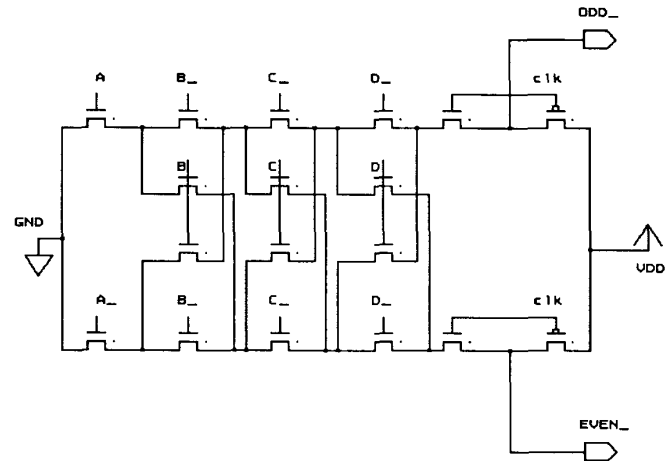 ODD_
A B_ C_ D_ clk
B C D
GND
VDD
A_ B_ C_ D_ clk
EVEN_